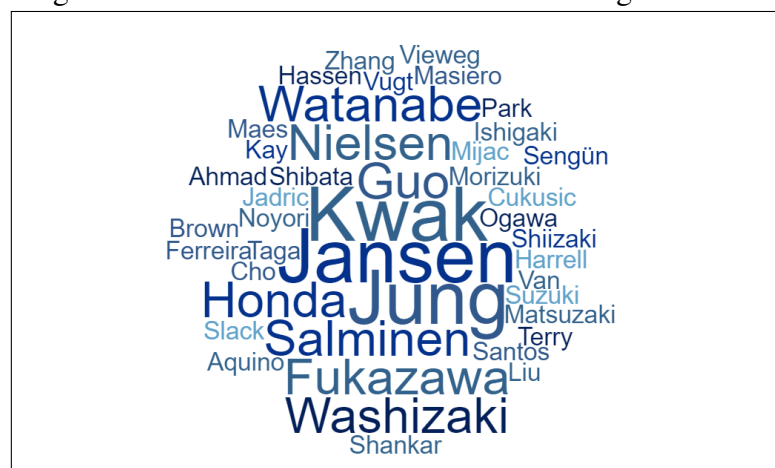 Zhang Vieweg
Hassen Vugt Masiero
Watanabe Park
Maes Nielsen Ishigaki
Kay Mijac Sengün
Ahmad Shibata Guo Morizuki
Jadric Kwak Cukusic
Noyori Ogawa
Brown Shiizaki
Ferreira Taga Jansen Harrell
Cho Van
Honda Jung Suzuki
Matsuzaki
Slack Salminen Terry
Santos
Aquino Fukazawa Liu
Washizaki
Shankar